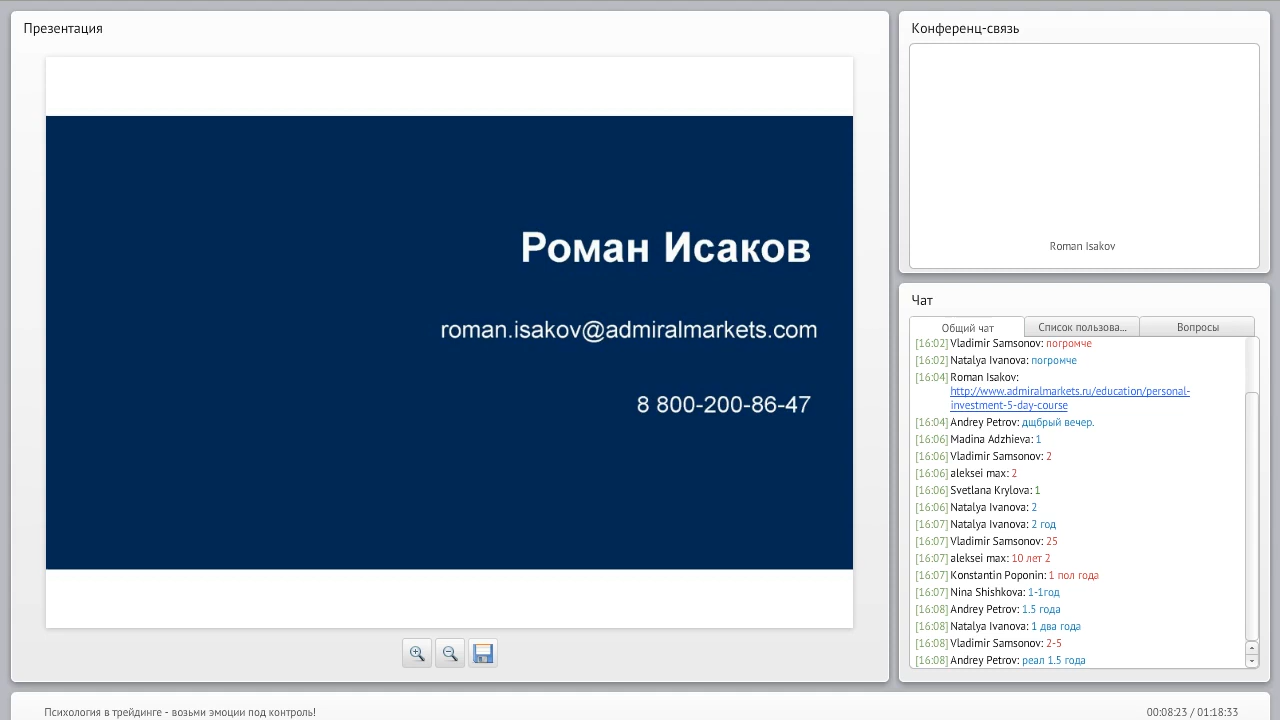 Презентация
Роман Исаков
roman.isakov@admiralmarkets.com
8 800-200-86-47
Конференц-связь
Roman Isakov
Чат
Общий чат
Список пользова...
Вопросы
[16:02] Vladimir Samsonov: погромче
[16:02] Natalya Ivanova: погромче
[16:04] Roman Isakov:
http://www.admiralmarkets.ru/education/personal-
investment-5-day-course
[16:04] Andrey Petrov: дщбрый вечер.
[16:06] Madina Adzhieva: 1
[16:06] Vladimir Samsonov: 2
[16:06] aleksei max: 2
[16:06] Svetlana Krylova: 1
[16:06] Natalya Ivanova: 2
[16:07] Natalya Ivanova: 2 год
[16:07] Vladimir Samsonov: 25
[16:07] aleksei max: 10 лет 2
[16:07] Konstantin Poponin: 1 пол года
[16:07] Nina Shishkova: 1-1год
[16:08] Andrey Petrov: 1.5 года
[16:08] Natalya Ivanova: 1 два года
[16:08] Vladimir Samsonov: 2-5
[16:08] Andrey Petrov: реал 1.5 года
Психология в трейдинге - возьми эмоции под контроль!
00:08:23 / 01:18:33